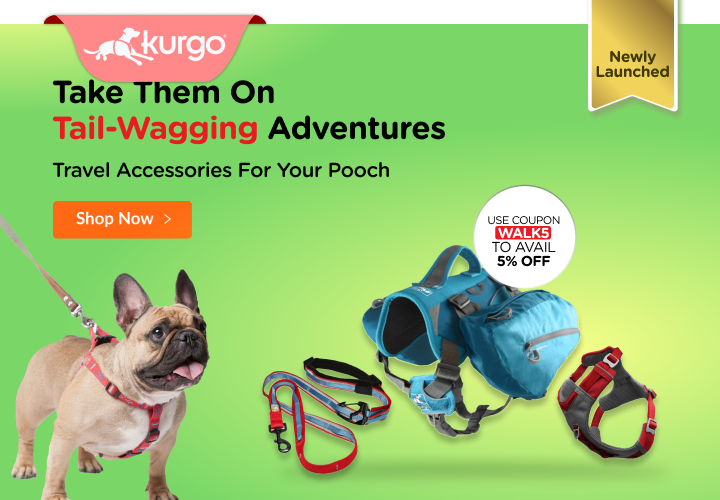 kurgo
Newly
Launched
Take Them On
Tail-Wagging Adventures
Travel Accessories For Your Pooch
Shop Now >
USE COUPON
WALK5
TO AVAIL
5% OFF